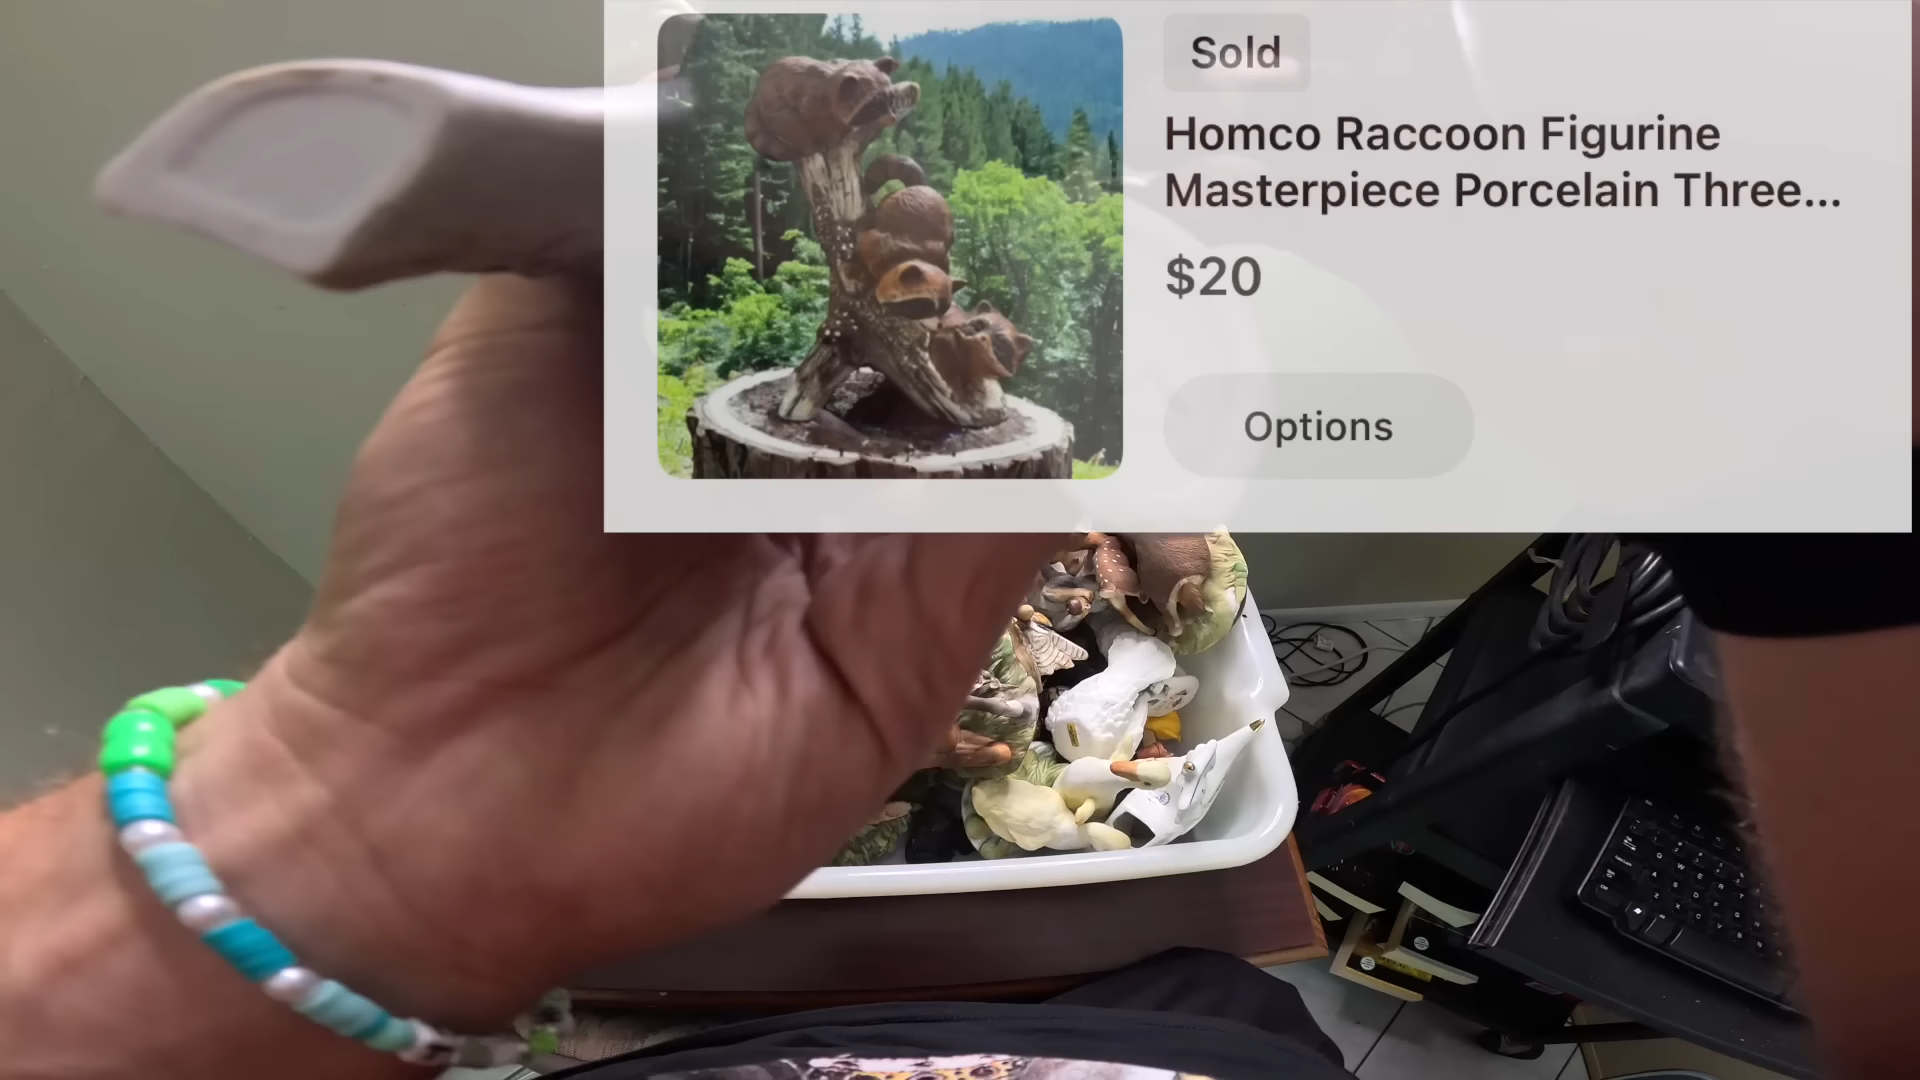 Sold
Homco Raccoon Figurine
Masterpiece Porcelain Three...
$20
Options